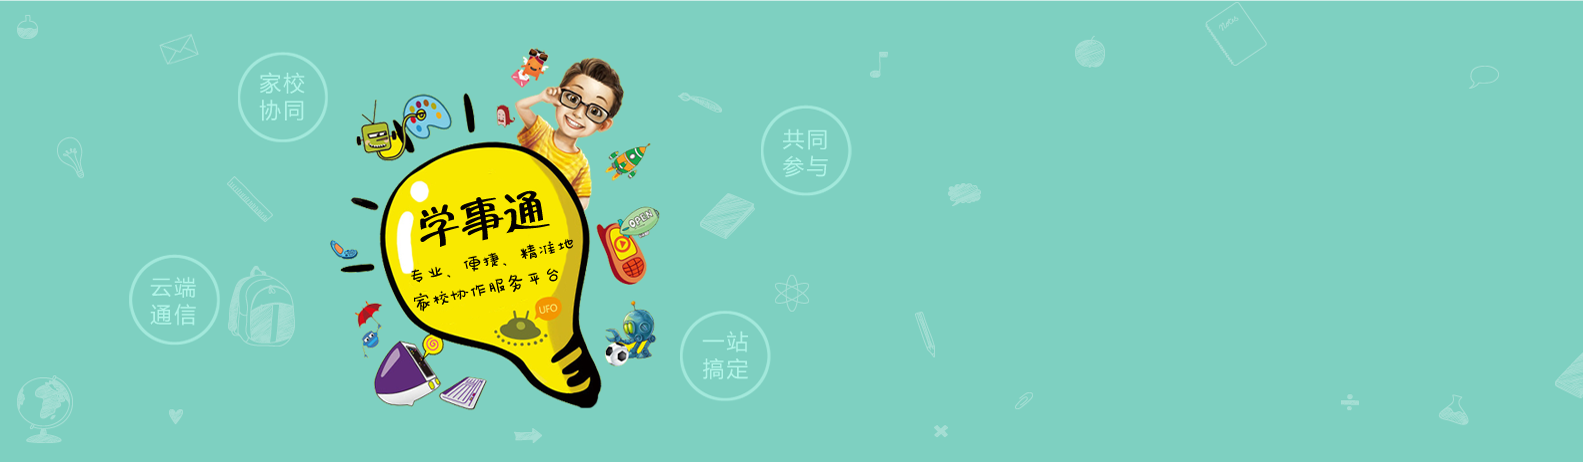 家校
协同
共同
参与
学事通
专业、便捷、精准地
家校协作服务平台
OPEN
云端
通信
UFO
一站
搞定